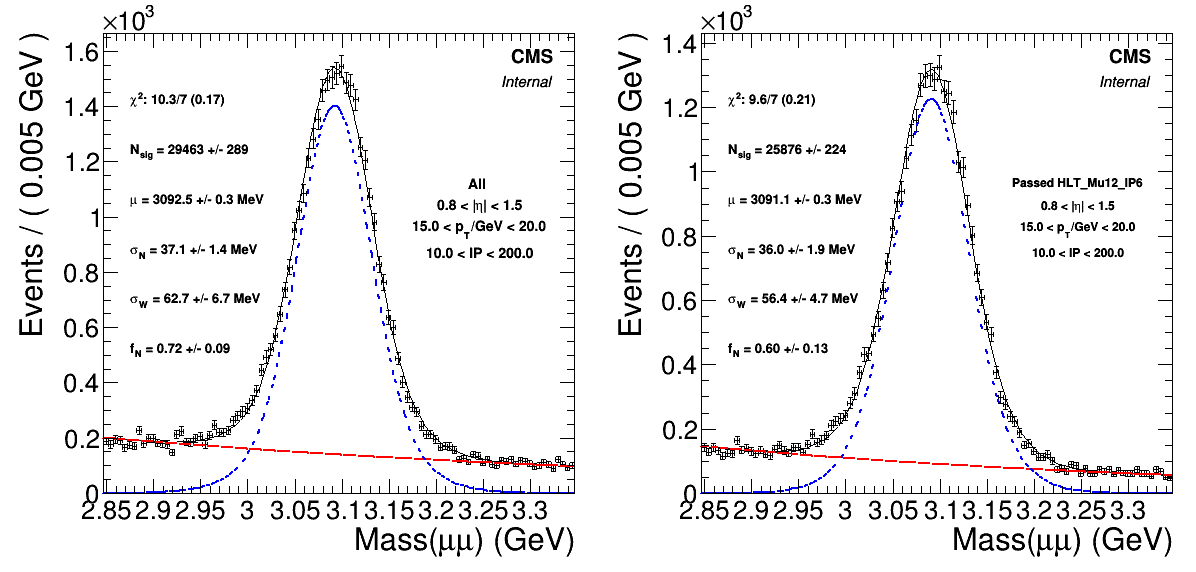 ×10³
CMS
Internal
χ²: 10.3/7 (0.17)
N_sig = 29463 +/- 289
μ = 3092.5 +/- 0.3 MeV
σ_N = 37.1 +/- 1.4 MeV
σ_W = 62.7 +/- 6.7 MeV
f_N = 0.72 +/- 0.09
All
0.8 < |η| < 1.5
15.0 < p_T/GeV < 20.0
10.0 < IP < 200.0
Events / ( 0.005 GeV )
1.6
1.4
1.2
1
0.8
0.6
0.4
0.2
0
2.85 2.9 2.95 3 3.05 3.1 3.15 3.2 3.25 3.3
Mass(μμ) (GeV)
×10³
CMS
Internal
χ²: 9.6/7 (0.21)
N_sig = 25876 +/- 224
μ = 3091.1 +/- 0.3 MeV
σ_N = 36.0 +/- 1.9 MeV
σ_W = 56.4 +/- 4.7 MeV
f_N = 0.60 +/- 0.13
Passed HLT_Mu12_IP6
0.8 < |η| < 1.5
15.0 < p_T/GeV < 20.0
10.0 < IP < 200.0
Events / ( 0.005 GeV )
1.4
1.2
1
0.8
0.6
0.4
0.2
0
2.85 2.9 2.95 3 3.05 3.1 3.15 3.2 3.25 3.3
Mass(μμ) (GeV)